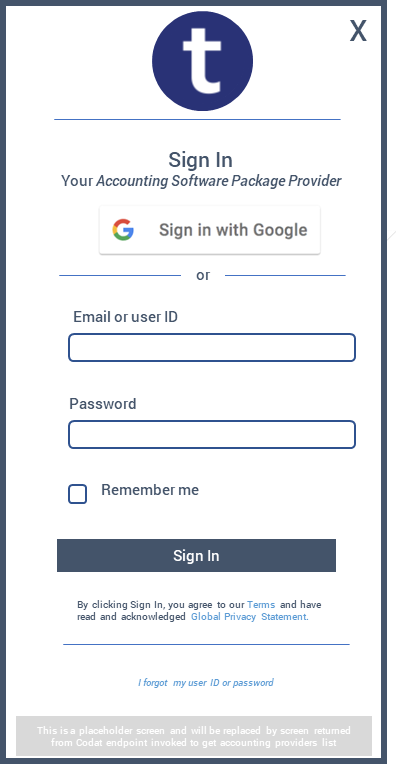 X
t
Sign In
Your Accounting Software Package Provider
Sign in with Google
or
Email or user ID
Password
Remember me
Sign In
By clicking Sign In, you agree to our Terms and have
read and acknowledged Global Privacy Statement.
I forgot my user ID or password
This is a placeholder screen and will be replaced by screen returned
from Codat endpoint invoked to get accounting providers list